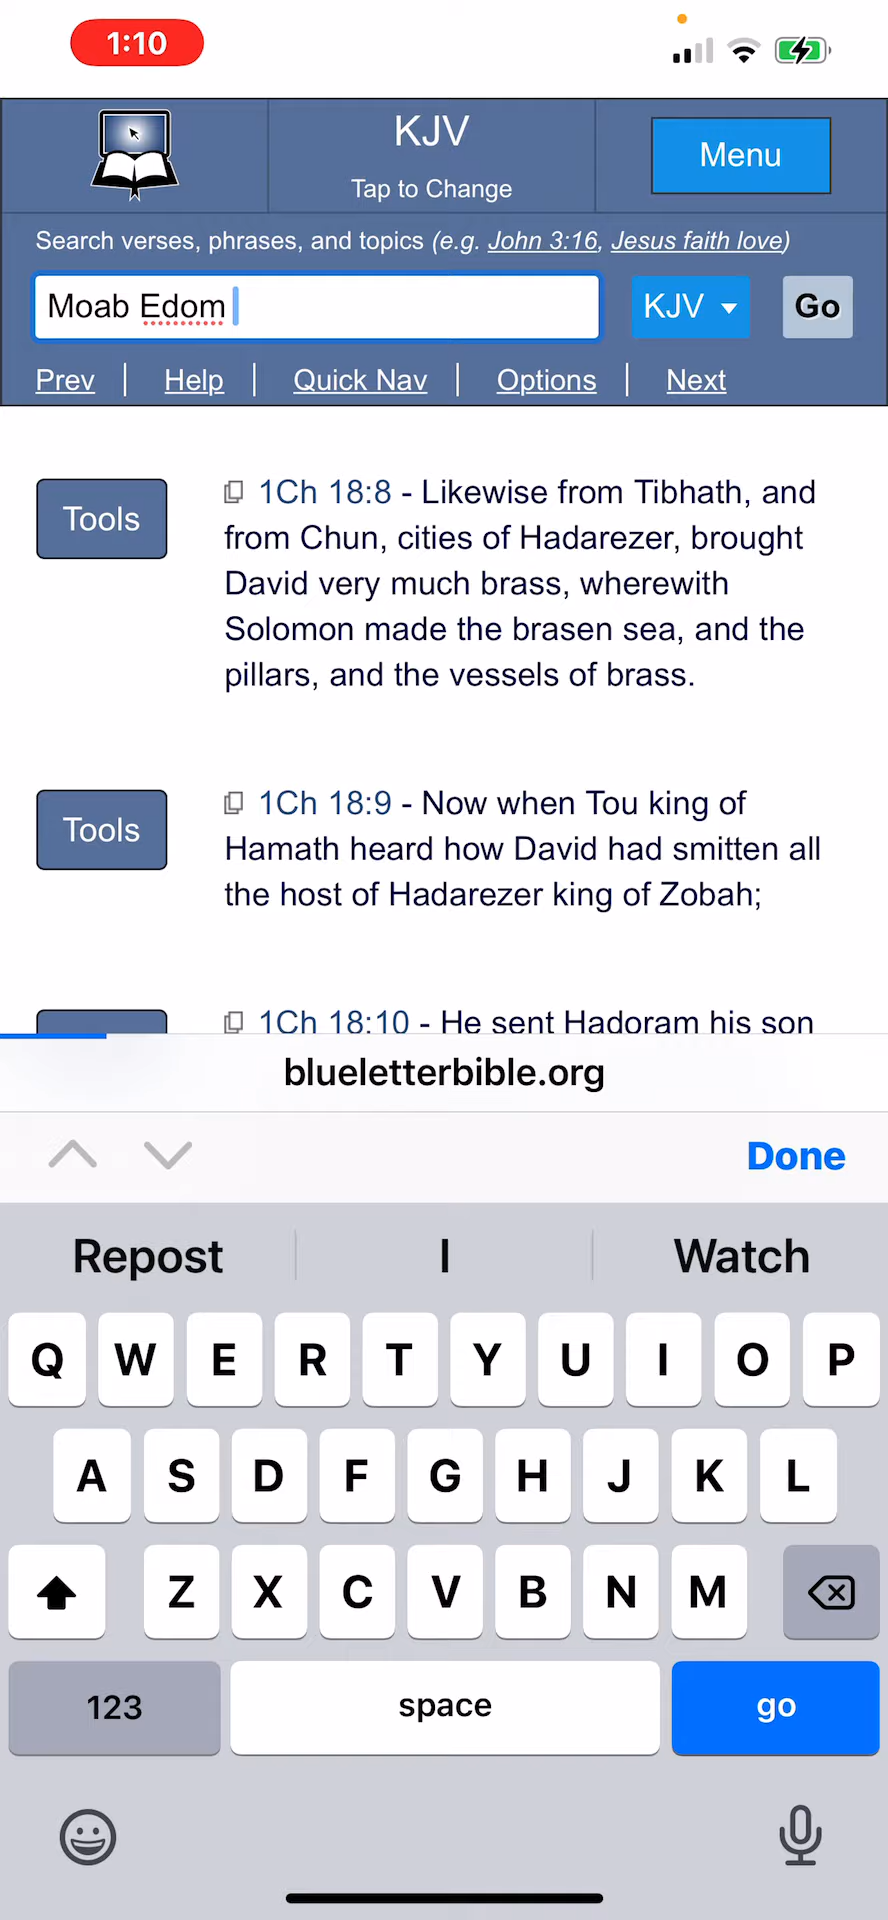 1:10
KJV
Tap to Change
Menu
Search verses, phrases, and topics (e.g. John 3:16, Jesus faith love)
Moab Edom
KJV
Go
Prev | Help | Quick Nav | Options | Next
Tools
1Ch 18:8 - Likewise from Tibhath, and
from Chun, cities of Hadarezer, brought
David very much brass, wherewith
Solomon made the brasen sea, and the
pillars, and the vessels of brass.
Tools
1Ch 18:9 - Now when Tou king of
Hamath heard how David had smitten all
the host of Hadarezer king of Zobah;
1Ch 18:10 - He sent Hadoram his son
blueletterbible.org
Done
Repost I Watch
Q W E R T Y U I O P
A S D F G H J K L
Z X C V B N M
123 space go